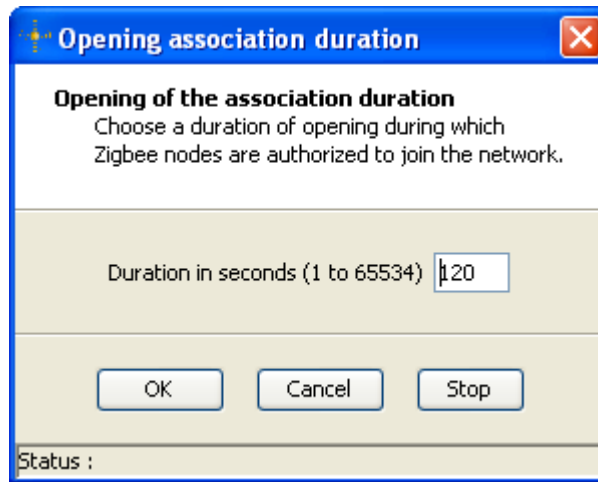 Opening association duration
Opening of the association duration
Choose a duration of opening during which
Zigbee nodes are authorized to join the network.
Duration in seconds (1 to 65534) 120
OK Cancel Stop
Status :